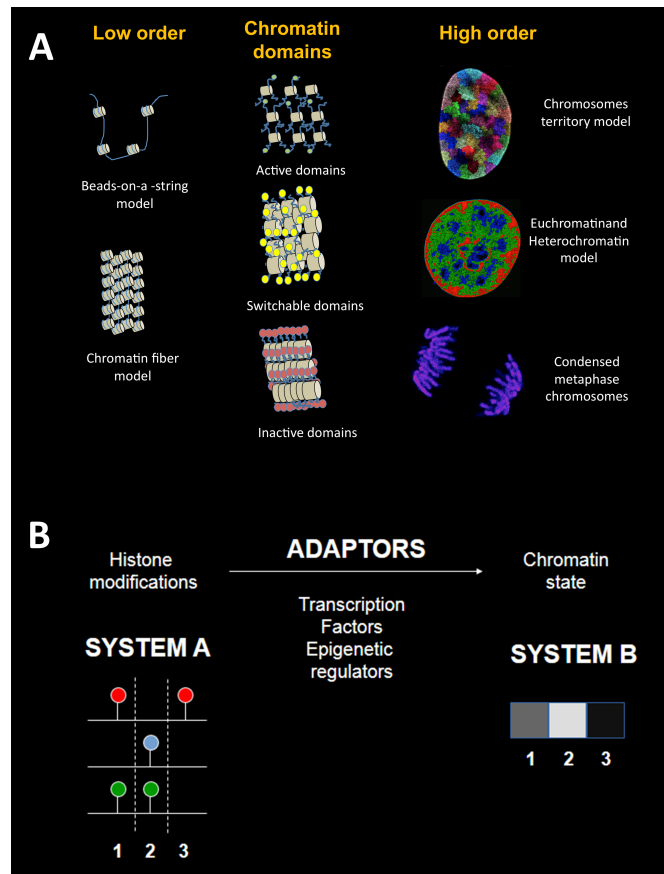 A
Low order
Chromatin
domains
High order
Beads-on-a -string
model
Chromatin fiber
model
Active domains
Switchable domains
Inactive domains
Chromosomes
territory model
Euchromatinand
Heterochromatin
model
Condensed
metaphase
chromosomes
B
Histone
modifications
ADAPTORS
Transcription
Factors
Epigenetic
regulators
Chromatin
state
SYSTEM A
SYSTEM B
1 2 3
1 2 3